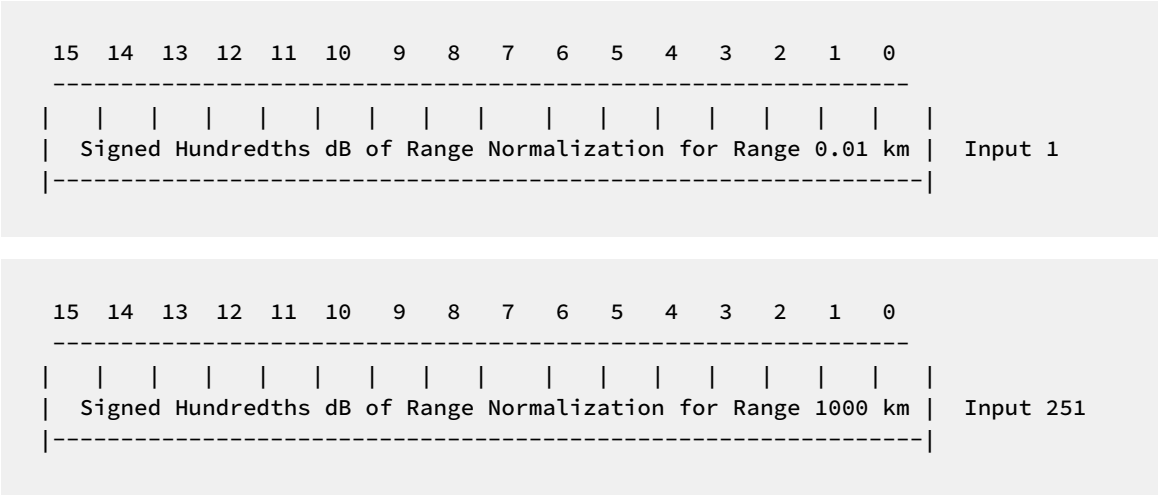 15 14 13 12 11 10 9 8 7 6 5 4 3 2 1 0
---------------------------------------------------------------
| | | | | | | | | | | | | | | | |
| Signed Hundredths dB of Range Normalization for Range 0.01 km | Input 1
|----------------------------------------------------------------|
15 14 13 12 11 10 9 8 7 6 5 4 3 2 1 0
---------------------------------------------------------------
| | | | | | | | | | | | | | | | |
| Signed Hundredths dB of Range Normalization for Range 1000 km | Input 251
|----------------------------------------------------------------|